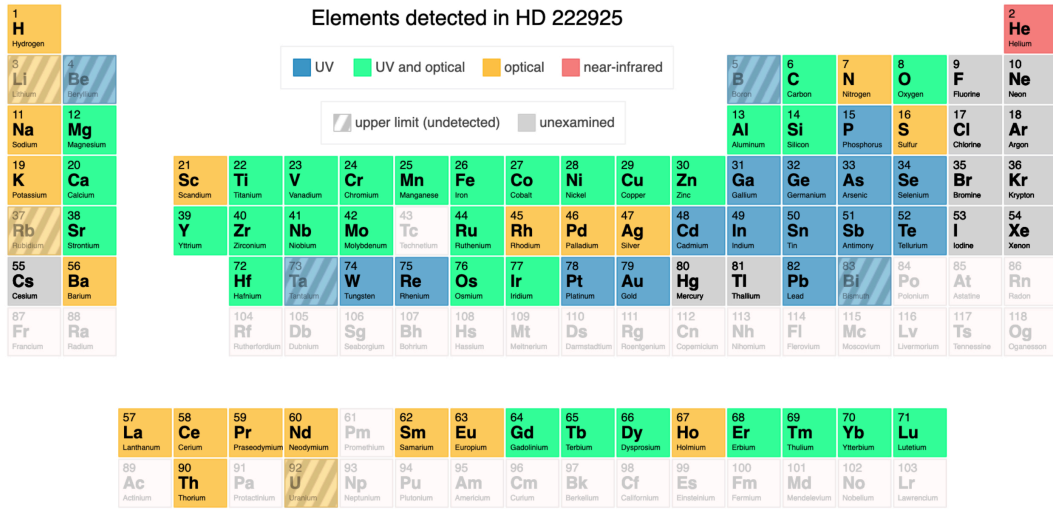 Elements detected in HD 222925
UV UV and optical optical near-infrared
upper limit (undetected) unexamined
1 2
H He
Hydrogen Helium
3 4 5 6 7 8 9 10
Li Be B C N O F Ne
Lithium Beryllium Boron Carbon Nitrogen Oxygen Fluorine Neon
11 12 13 14 15 16 17 18
Na Mg Al Si P S Cl Ar
Sodium Magnesium Aluminum Silicon Phosphorus Sulfur Chlorine Argon
19 20 21 22 23 24 25 26 27 28 29 30 31 32 33 34 35 36
K Ca Sc Ti V Cr Mn Fe Co Ni Cu Zn Ga Ge As Se Br Kr
Potassium Calcium Scandium Titanium Vanadium Chromium Manganese Iron Cobalt Nickel Copper Zinc Gallium Germanium Arsenic Selenium Bromine Krypton
37 38 39 40 41 42 43 44 45 46 47 48 49 50 51 52 53 54
Rb Sr Y Zr Nb Mo Tc Ru Rh Pd Ag Cd In Sn Sb Te I Xe
Rubidium Strontium Yttrium Zirconium Niobium Molybdenum Technetium Ruthenium Rhodium Palladium Silver Cadmium Indium Tin Antimony Tellurium Iodine Xenon
55 56 72 73 74 75 76 77 78 79 80 81 82 83 84 85 86
Cs Ba Hf Ta W Re Os Ir Pt Au Hg Tl Pb Bi Po At Rn
Cesium Barium Hafnium Tantalum Tungsten Rhenium Osmium Iridium Platinum Gold Mercury Thallium Lead Bismuth Polonium Astatine Radon
87 88 104 105 106 107 108 109 110 111 112 113 114 115 116 117 118
Fr Ra Rf Db Sg Bh Hs Mt Ds Rg Cn Nh Fl Mc Lv Ts Og
Francium Radium Rutherfordium Dubnium Seaborgium Bohrium Hassium Meitnerium Darmstadtium Roentgenium Copernicium Nihonium Flerovium Moscovium Livermorium Tennessine Oganesson
57 58 59 60 61 62 63 64 65 66 67 68 69 70 71
La Ce Pr Nd Pm Sm Eu Gd Tb Dy Ho Er Tm Yb Lu
Lanthanum Cerium Praseodymium Neodymium Promethium Samarium Europium Gadolinium Terbium Dysprosium Holmium Erbium Thulium Ytterbium Lutetium
89 90 91 92 93 94 95 96 97 98 99 100 101 102 103
Ac Th Pa U Np Pu Am Cm Bk Cf Es Fm Md No Lr
Actinium Thorium Protactinium Uranium Neptunium Plutonium Americium Curium Berkelium Californium Einsteinium Fermium Mendelevium Nobelium Lawrencium